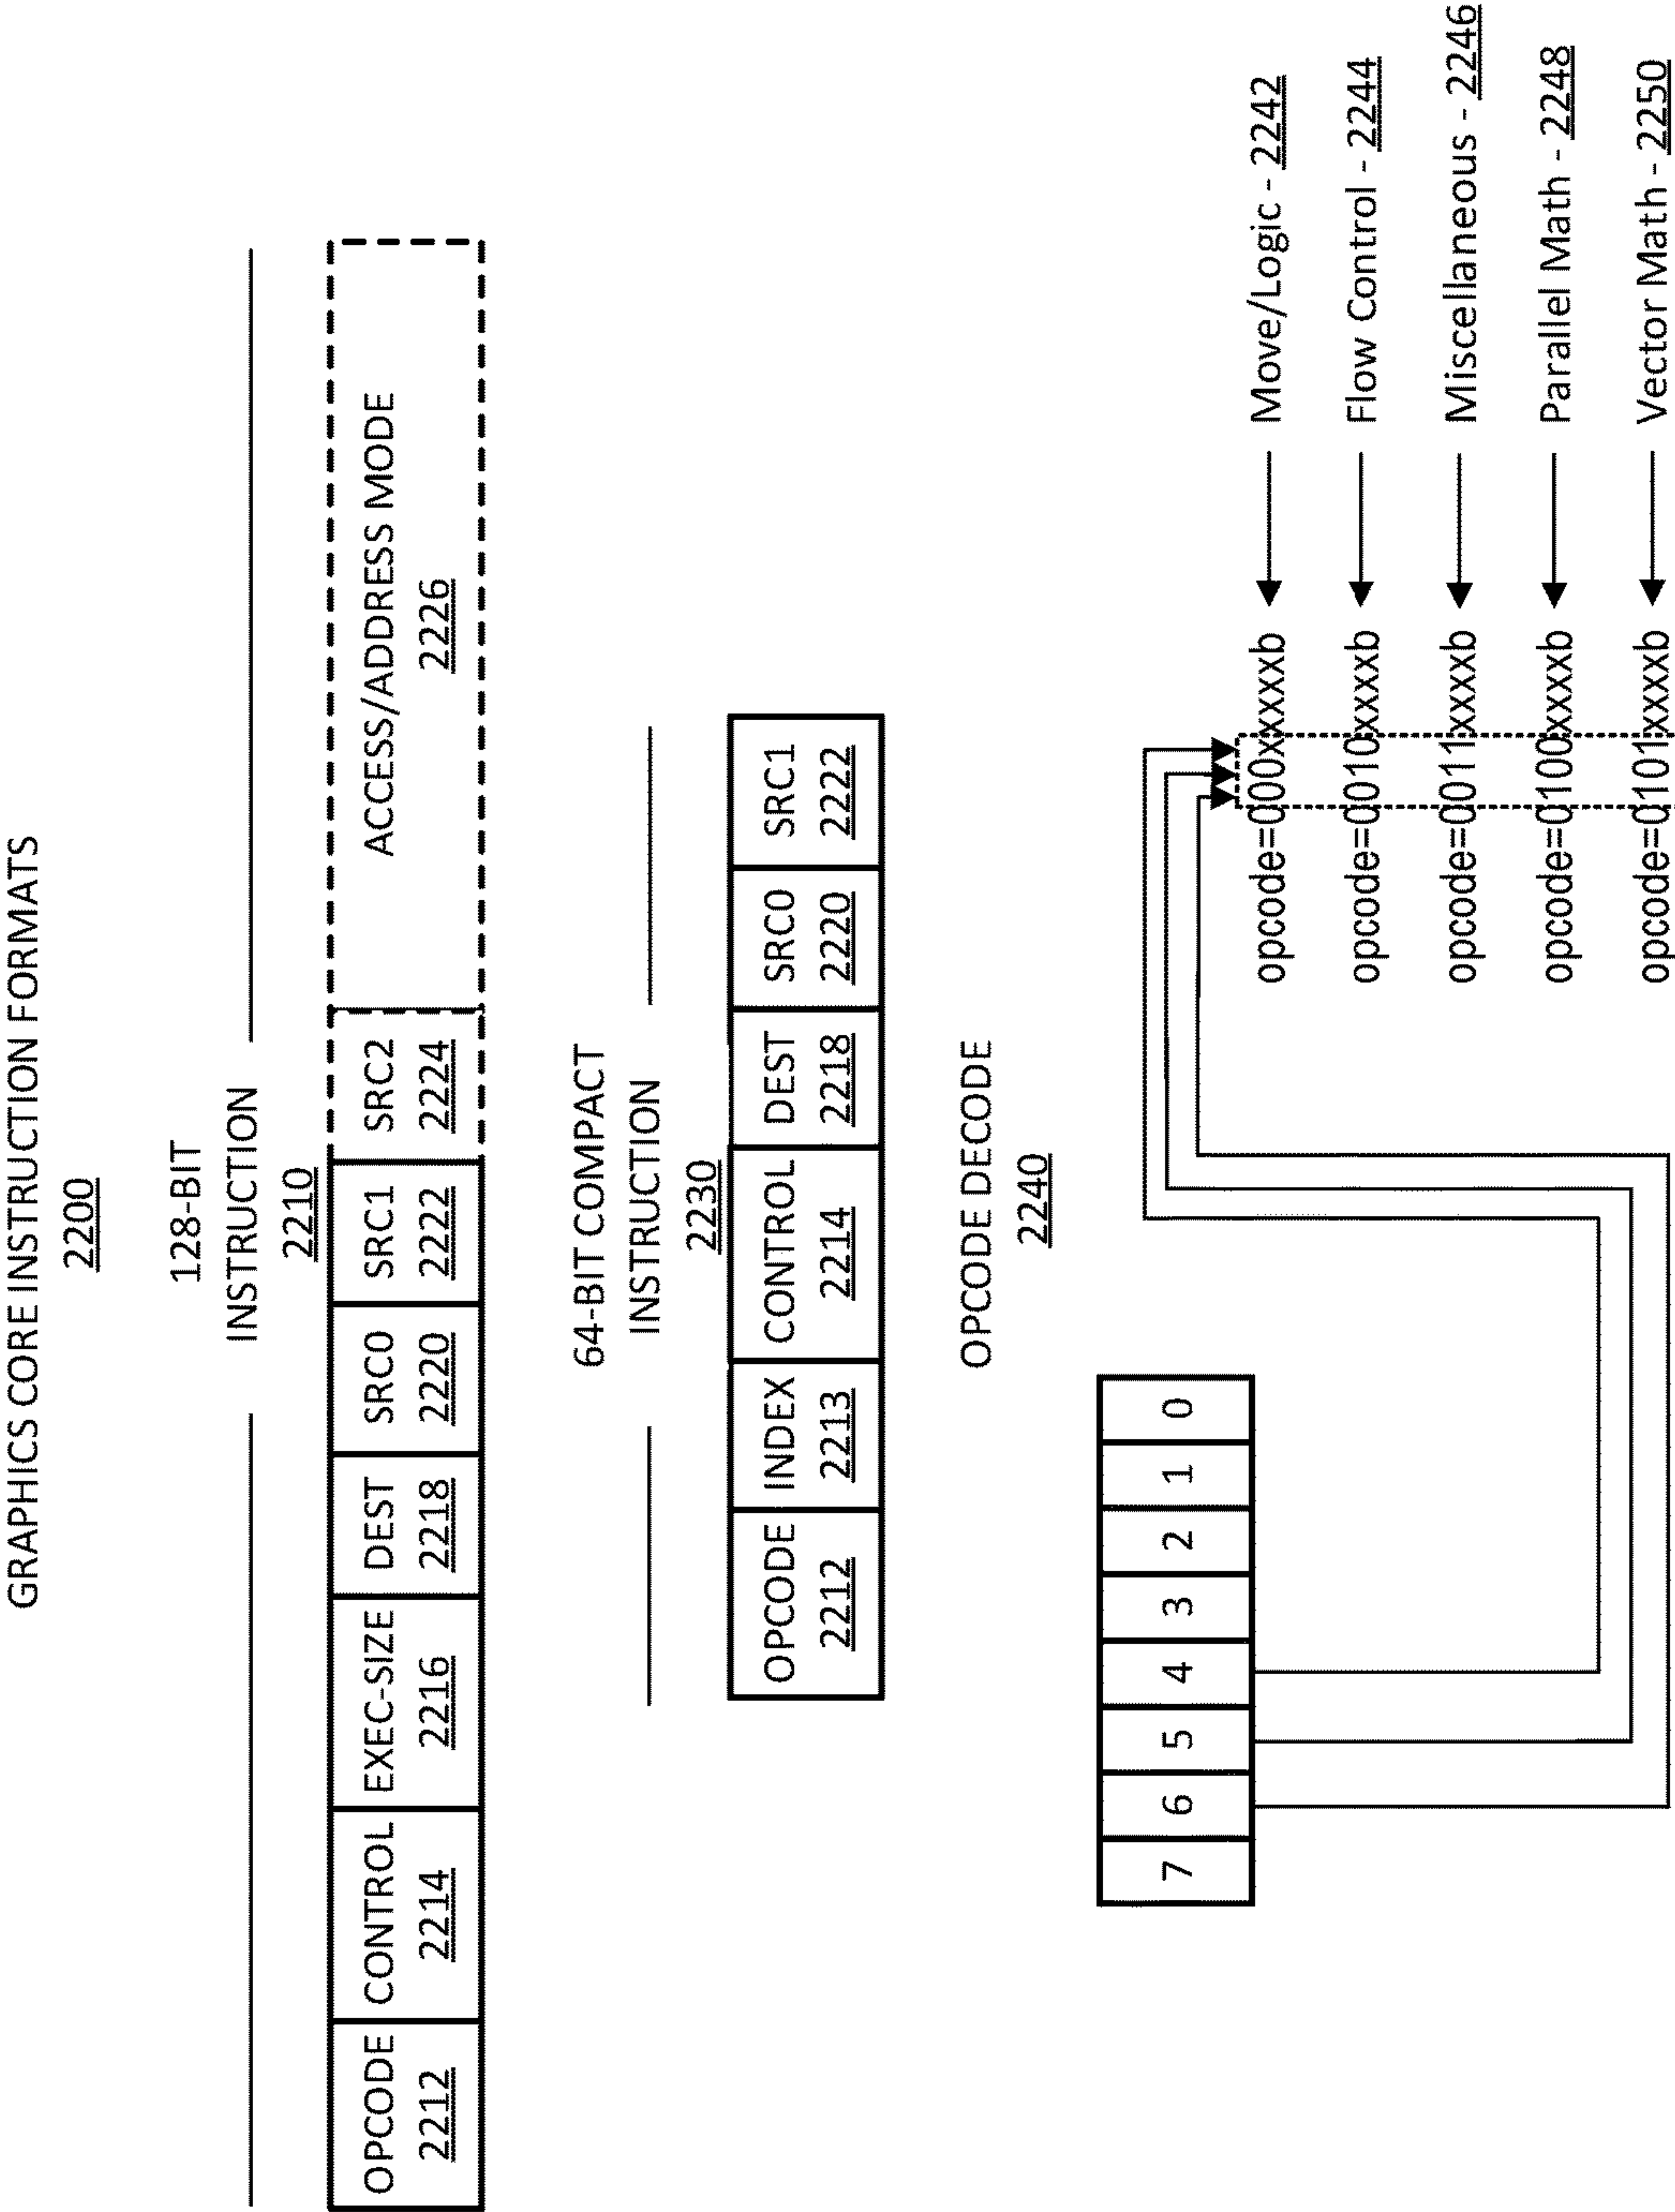 GRAPHICS CORE INSTRUCTION FORMATS
2200
128-BIT
INSTRUCTION
2210
OPCODE CONTROL EXEC-SIZE DEST SRC0 SRC1 SRC2 ACCESS/ADDRESS MODE
2212 2214 2216 2218 2220 2222 2224 2226
64-BIT COMPACT
INSTRUCTION
2230
OPCODE INDEX CONTROL DEST SRC0 SRC1
2212 2213 2214 2218 2220 2222
OPCODE DECODE
2240
7 6 5 4 3 2 1 0
opcode=000xxxxxb Move/Logic - 2242
opcode=0010xxxxb Flow Control - 2244
opcode=0011xxxxb Miscellaneous - 2246
opcode=0100xxxxb Parallel Math - 2248
opcode=0101xxxxb Vector Math - 2250